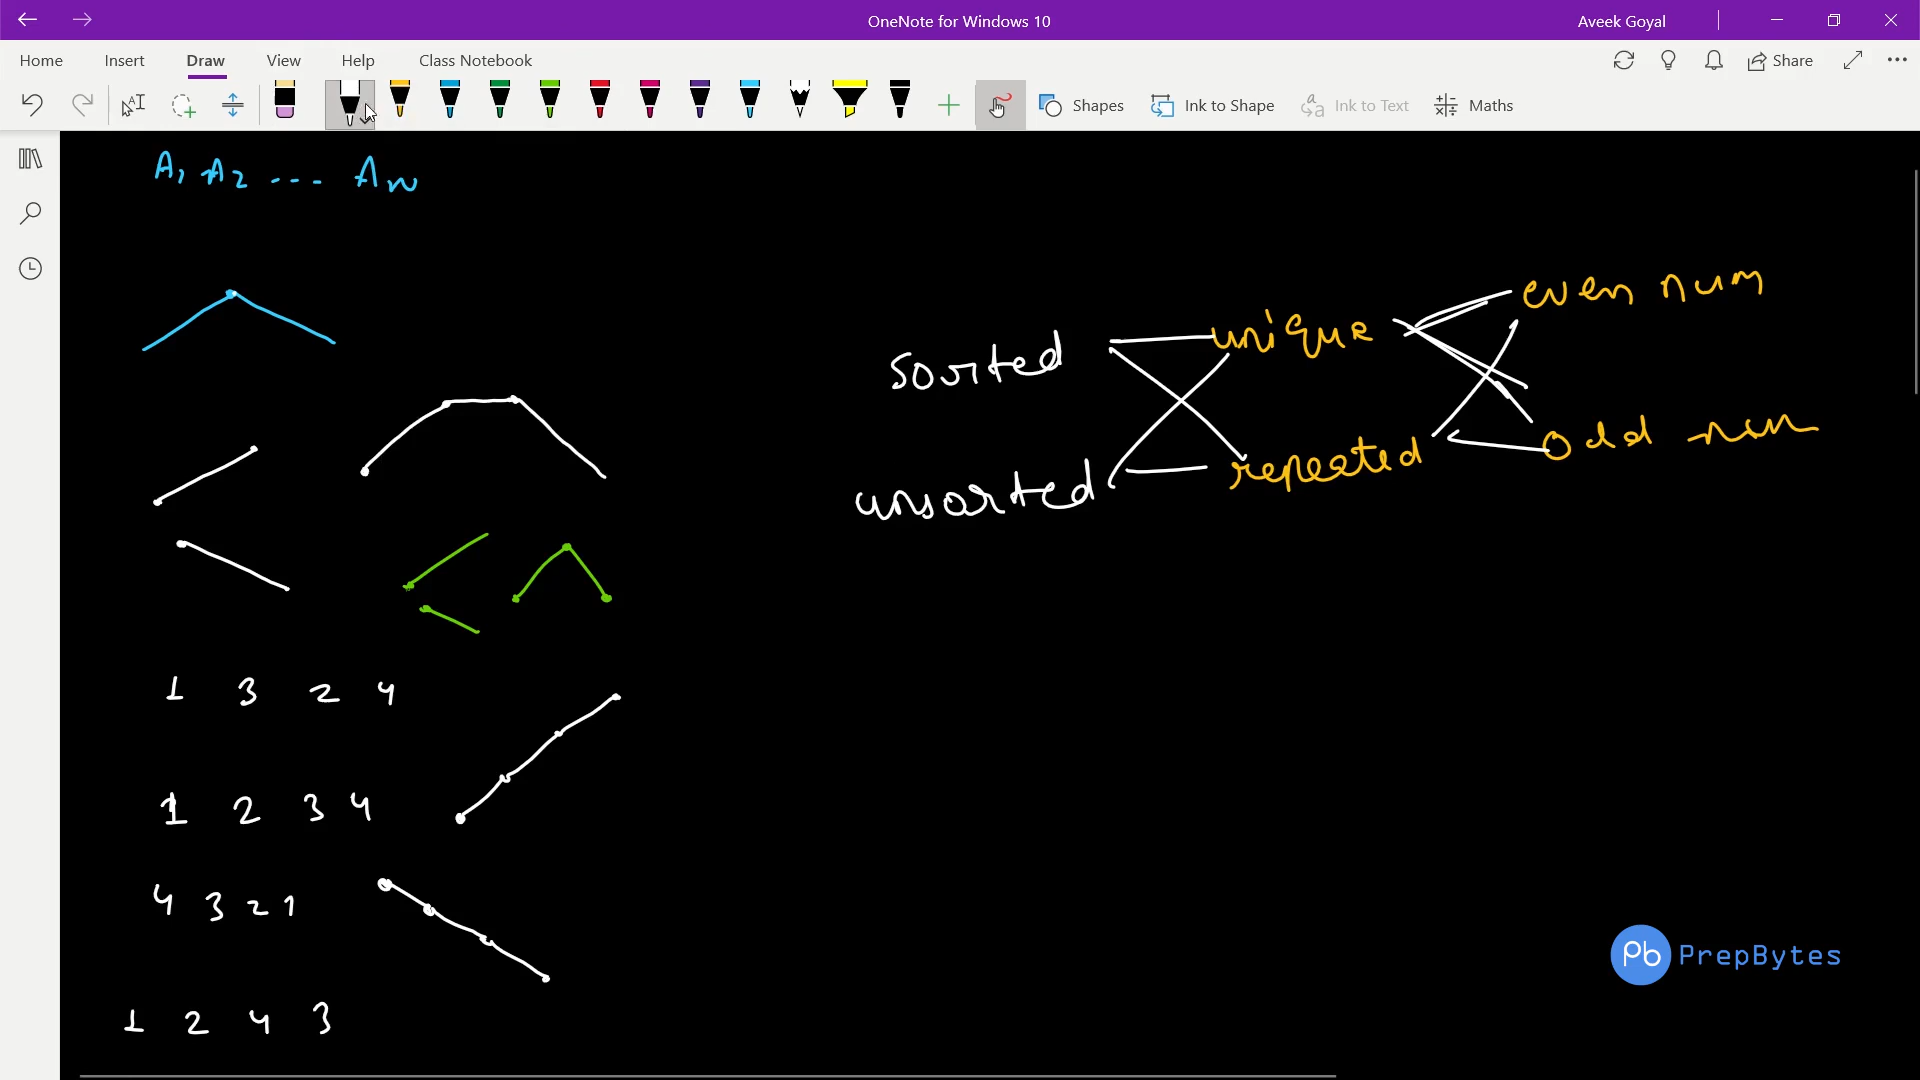 OneNote for Windows 10
Aveek Goyal
Home Insert Draw View Help Class Notebook
Share
Shapes Ink to Shape Ink to Text Maths
A1 A2 ... An
even num
unique
sorted
odd num
repeated
unsorted
1 3 2 4
1 2 3 4
4 3 2 1
Pb PrepBytes
1 2 4 3